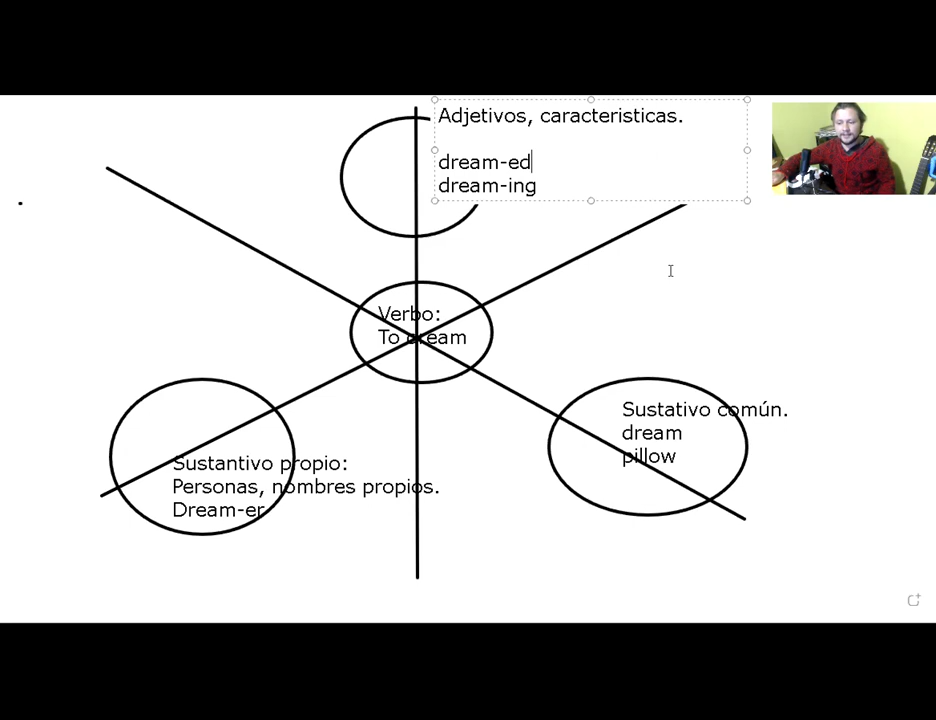 Adjetivos, caracteristicas.
dream-ed
dream-ing
Verbo:
To dream
Sustativo común.
dream
pillow
Sustantivo propio:
Personas, nombres propios.
Dream-er